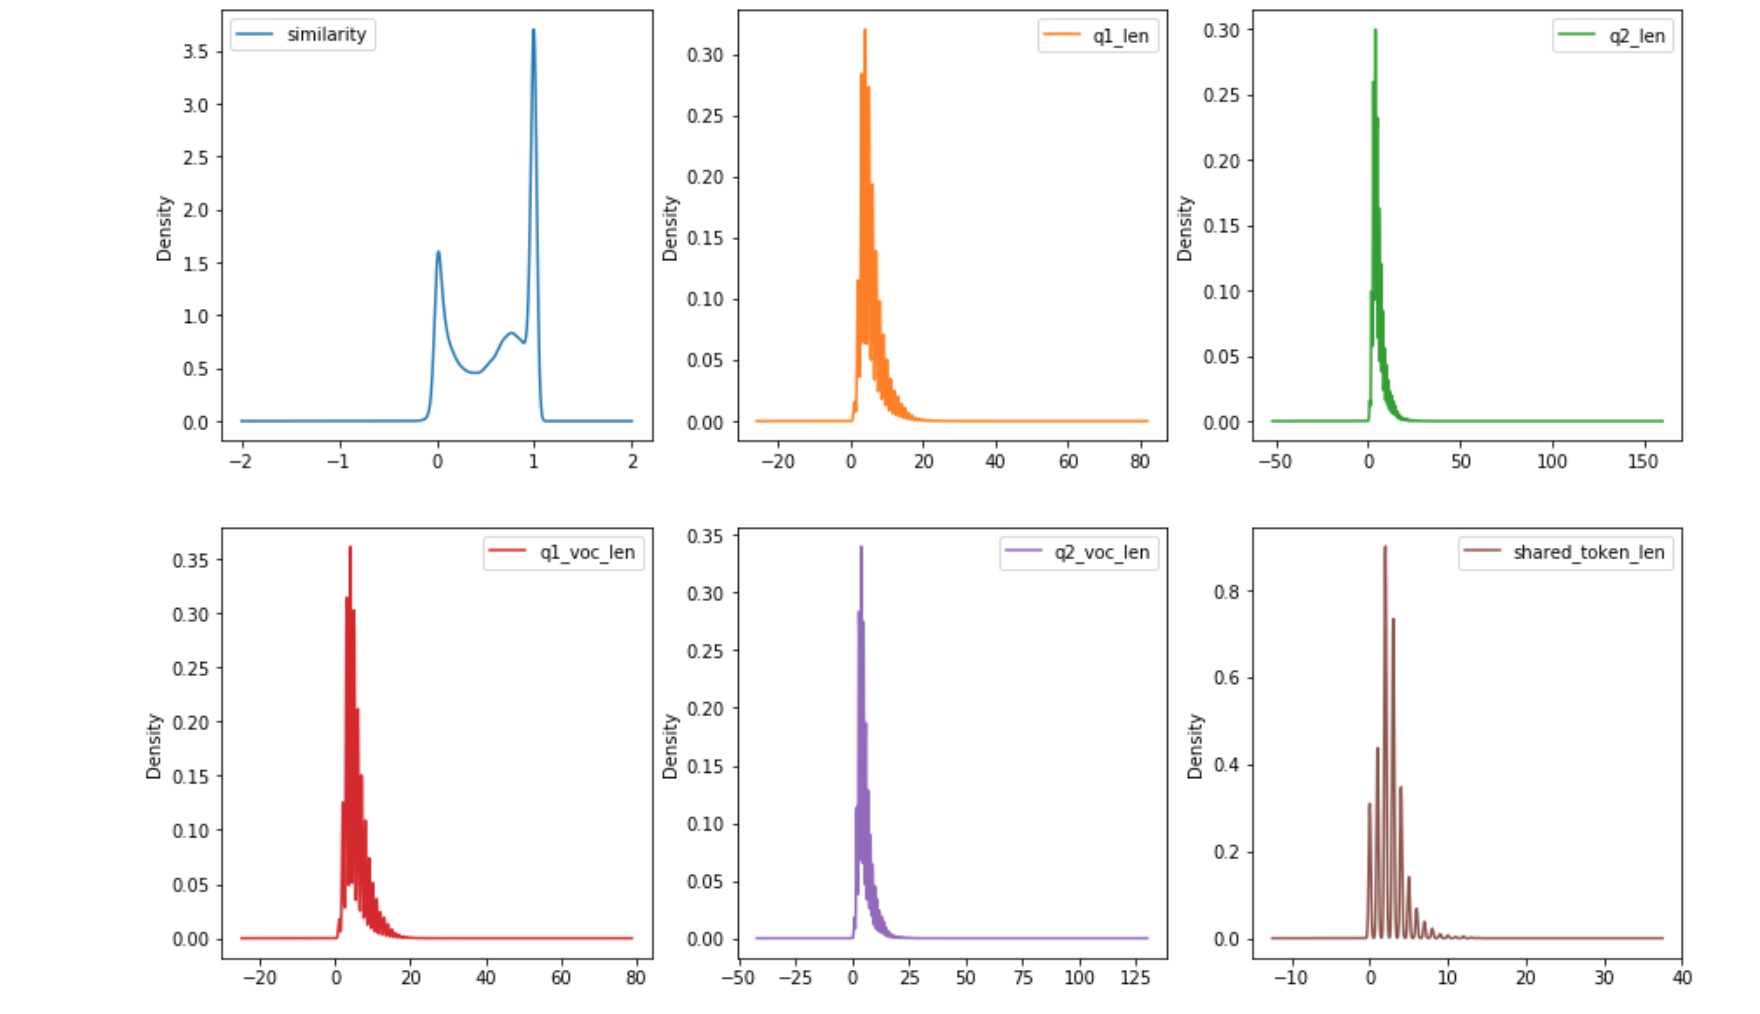 similarity
Density
3.5
3.0
2.5
2.0
1.5
1.0
0.5
0.0
−2 −1 0 1 2
q1_len
Density
0.30
0.25
0.20
0.15
0.10
0.05
0.00
−20 0 20 40 60 80
q2_len
Density
0.30
0.25
0.20
0.15
0.10
0.05
0.00
−50 0 50 100 150
q1_voc_len
Density
0.35
0.30
0.25
0.20
0.15
0.10
0.05
0.00
−20 0 20 40 60 80
q2_voc_len
Density
0.35
0.30
0.25
0.20
0.15
0.10
0.05
0.00
−50 −25 0 25 50 75 100 125
shared_token_len
Density
0.8
0.6
0.4
0.2
0.0
−10 0 10 20 30 40